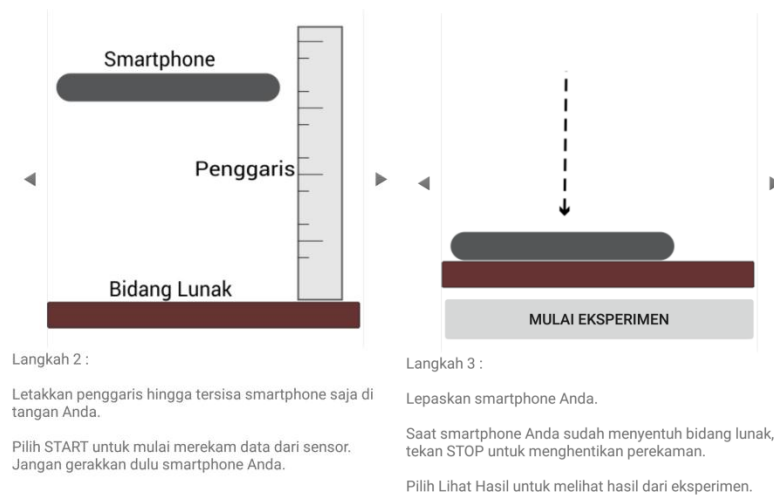 Smartphone
Penggaris
Bidang Lunak
Langkah 2 :
Letakkan penggaris hingga tersisa smartphone saja di
tangan Anda.
Pilih START untuk mulai merekam data dari sensor.
Jangan gerakkan dulu smartphone Anda.
MULAI EKSPERIMEN
Langkah 3 :
Lepaskan smartphone Anda.
Saat smartphone Anda sudah menyentuh bidang lunak,
tekan STOP untuk menghentikan perekaman.
Pilih Lihat Hasil untuk melihat hasil dari eksperimen.